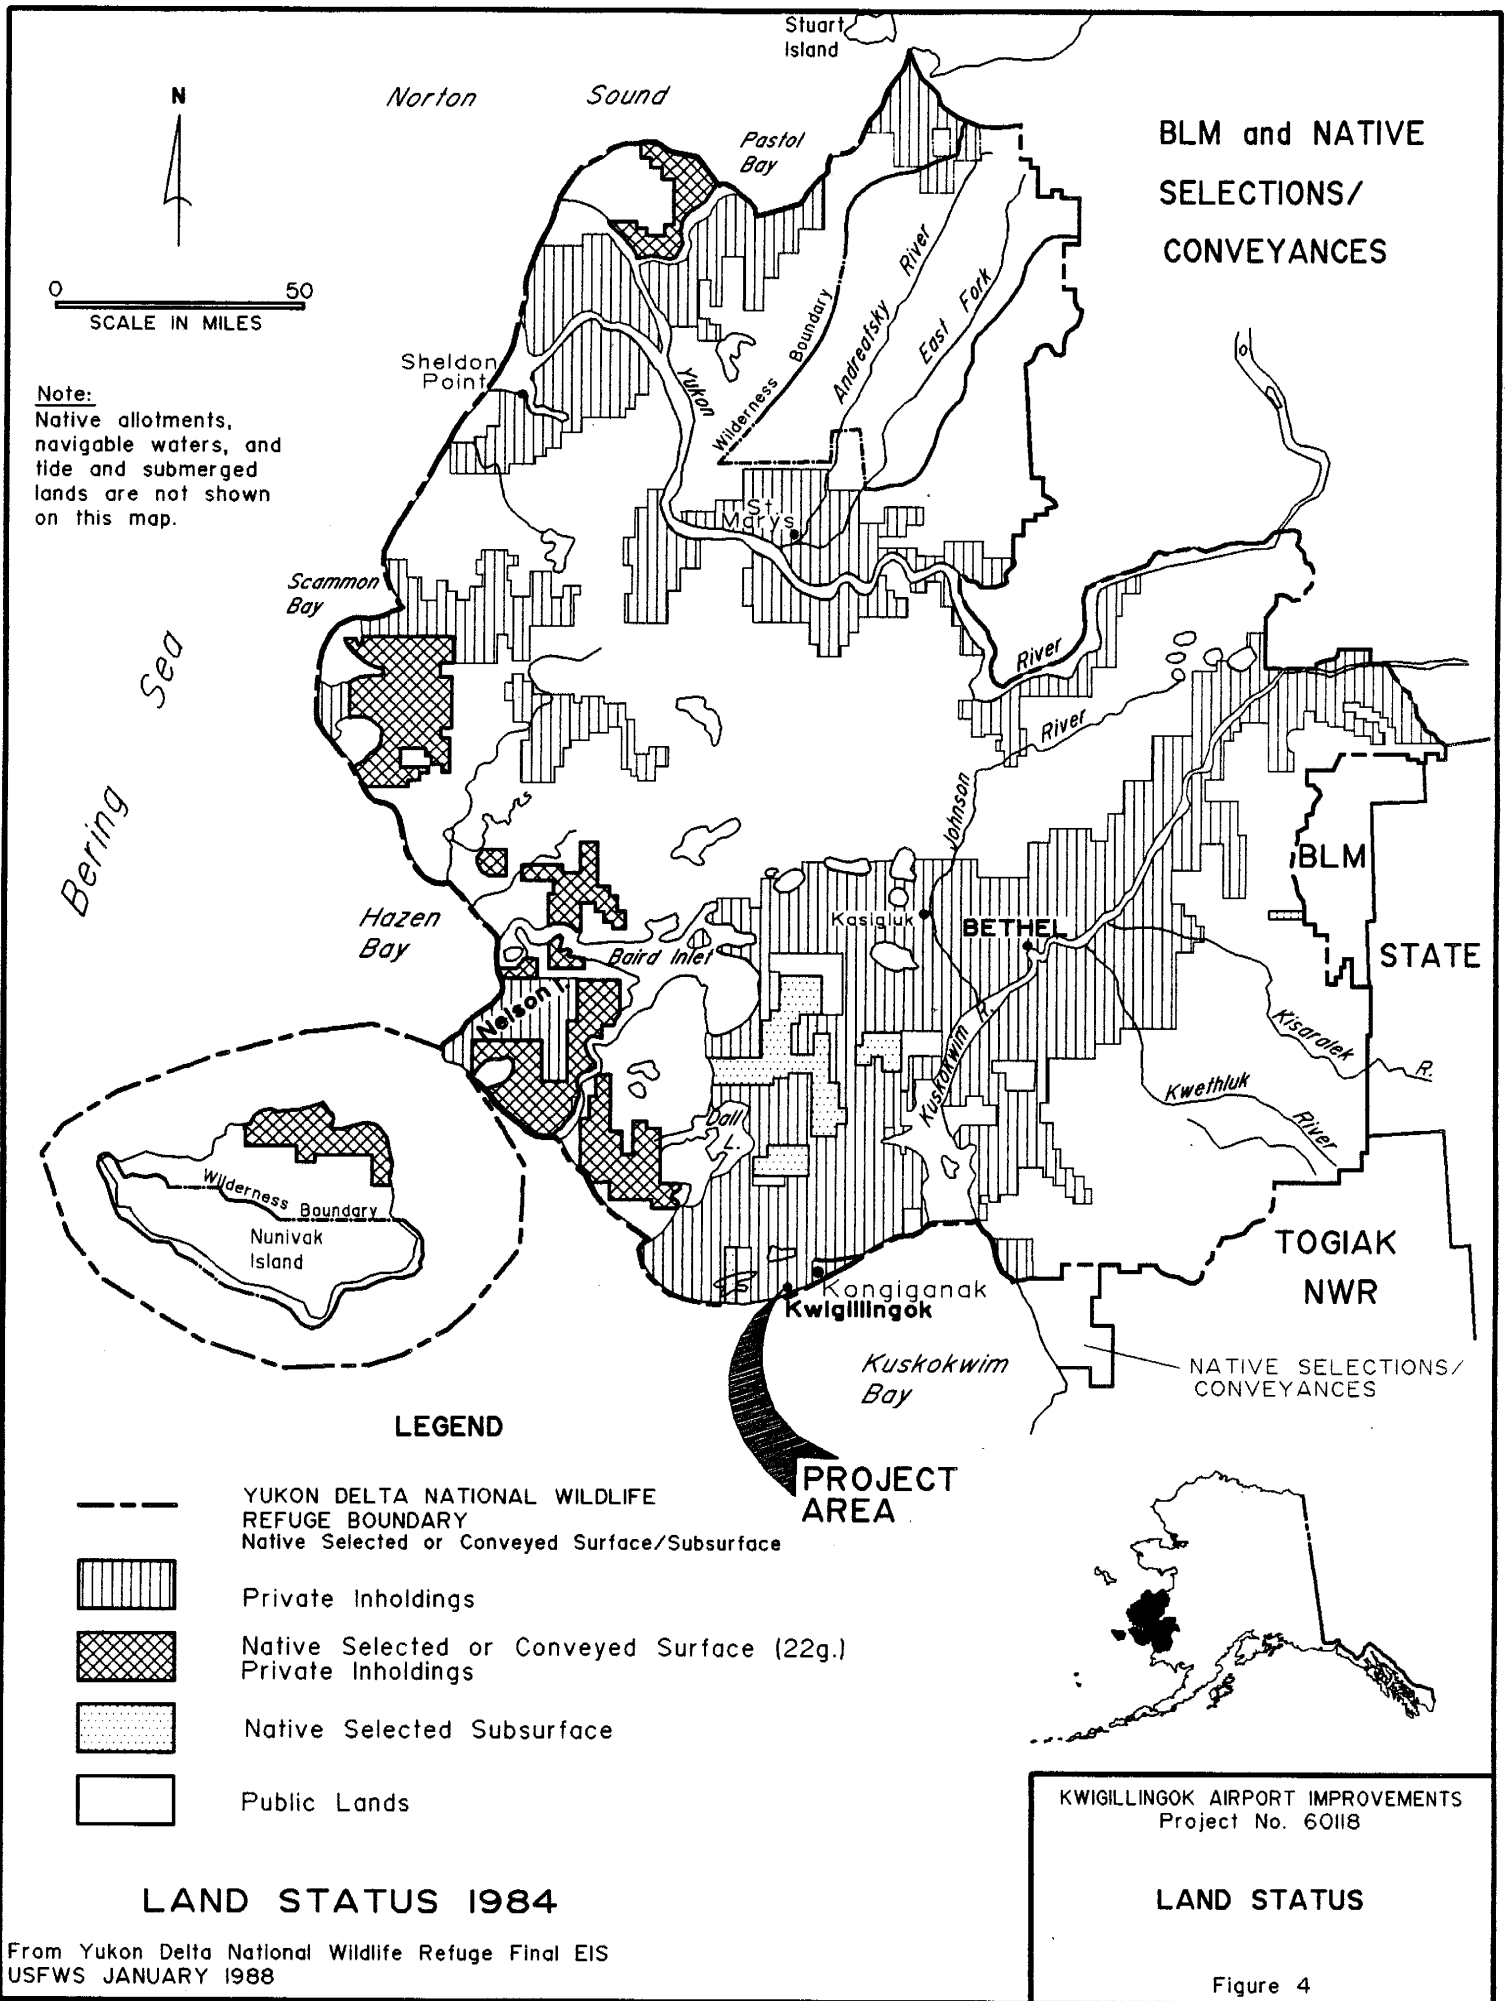 Stuart
Island
Norton Sound
Pastol
Bay
BLM and NATIVE
SELECTIONS/
CONVEYANCES
N
0 50
SCALE IN MILES
Note:
Native allotments,
navigable waters, and
tide and submerged
lands are not shown
on this map.
Sheldon
Point
Yukon
Wilderness Boundary
Andreafsky River
East Fork
St.
Marys
Scammon
Bay
Bering Sea
River
River
Johnson
BLM
STATE
Hazen
Bay
Kasigluk
BETHEL
Baird Inlet
Nelson I.
Kuskokwim R.
Kisaralek R.
Kwethluk River
Dall
L.
Wilderness Boundary
Nunivak
Island
TOGIAK
NWR
Kongiganak
Kwigillingok
Kuskokwim
Bay
NATIVE SELECTIONS/
CONVEYANCES
PROJECT
AREA
LEGEND
YUKON DELTA NATIONAL WILDLIFE
REFUGE BOUNDARY
Native Selected or Conveyed Surface/Subsurface
Private Inholdings
Native Selected or Conveyed Surface (22g.)
Private Inholdings
Native Selected Subsurface
Public Lands
LAND STATUS 1984
From Yukon Delta National Wildlife Refuge Final EIS
USFWS JANUARY 1988
KWIGILLINGOK AIRPORT IMPROVEMENTS
Project No. 60118
LAND STATUS
Figure 4